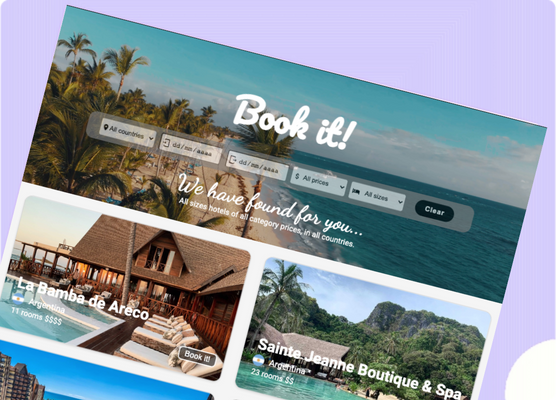 Book it!
All countries
dd / mm / aaaa
dd / mm / aaaa
$ All prices
All sizes
Clear
We have found for you...
All sizes hotels of all category prices, in all countries.
La Bamba de Areco
Argentina
11 rooms $$$$
Book it!
Sainte Jeanne Boutique & Spa
Argentina
23 rooms $$